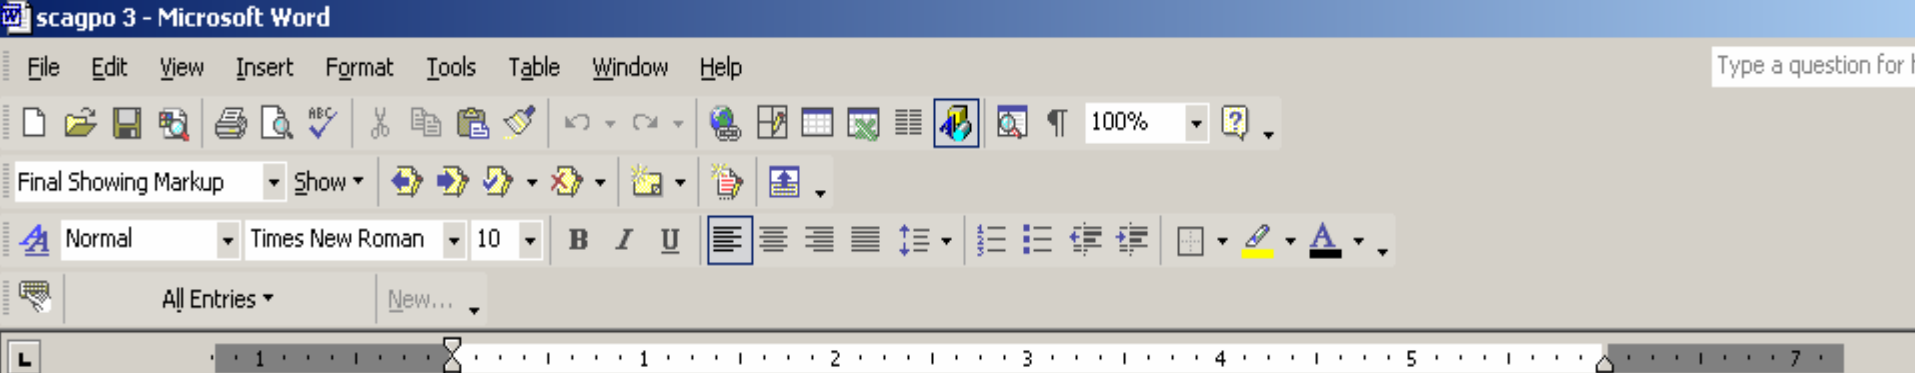 scagpo 3 - Microsoft Word
File Edit View Insert Format Tools Table Window Help Type a question for h
ABC 100% ?
Final Showing Markup Show
A Normal Times New Roman 10 B I U A
All Entries New...
L 1 1 2 3 4 5 7